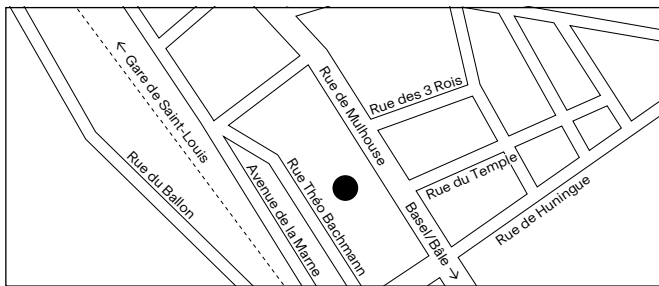 ← Gare de Saint-Louis
Rue de Mulhouse
Rue des 3 Rois
Rue du Ballon
Avenue de la Marne
Rue Théo Bachmann
Rue du Temple
Basel/Bâle →
Rue de Huningue